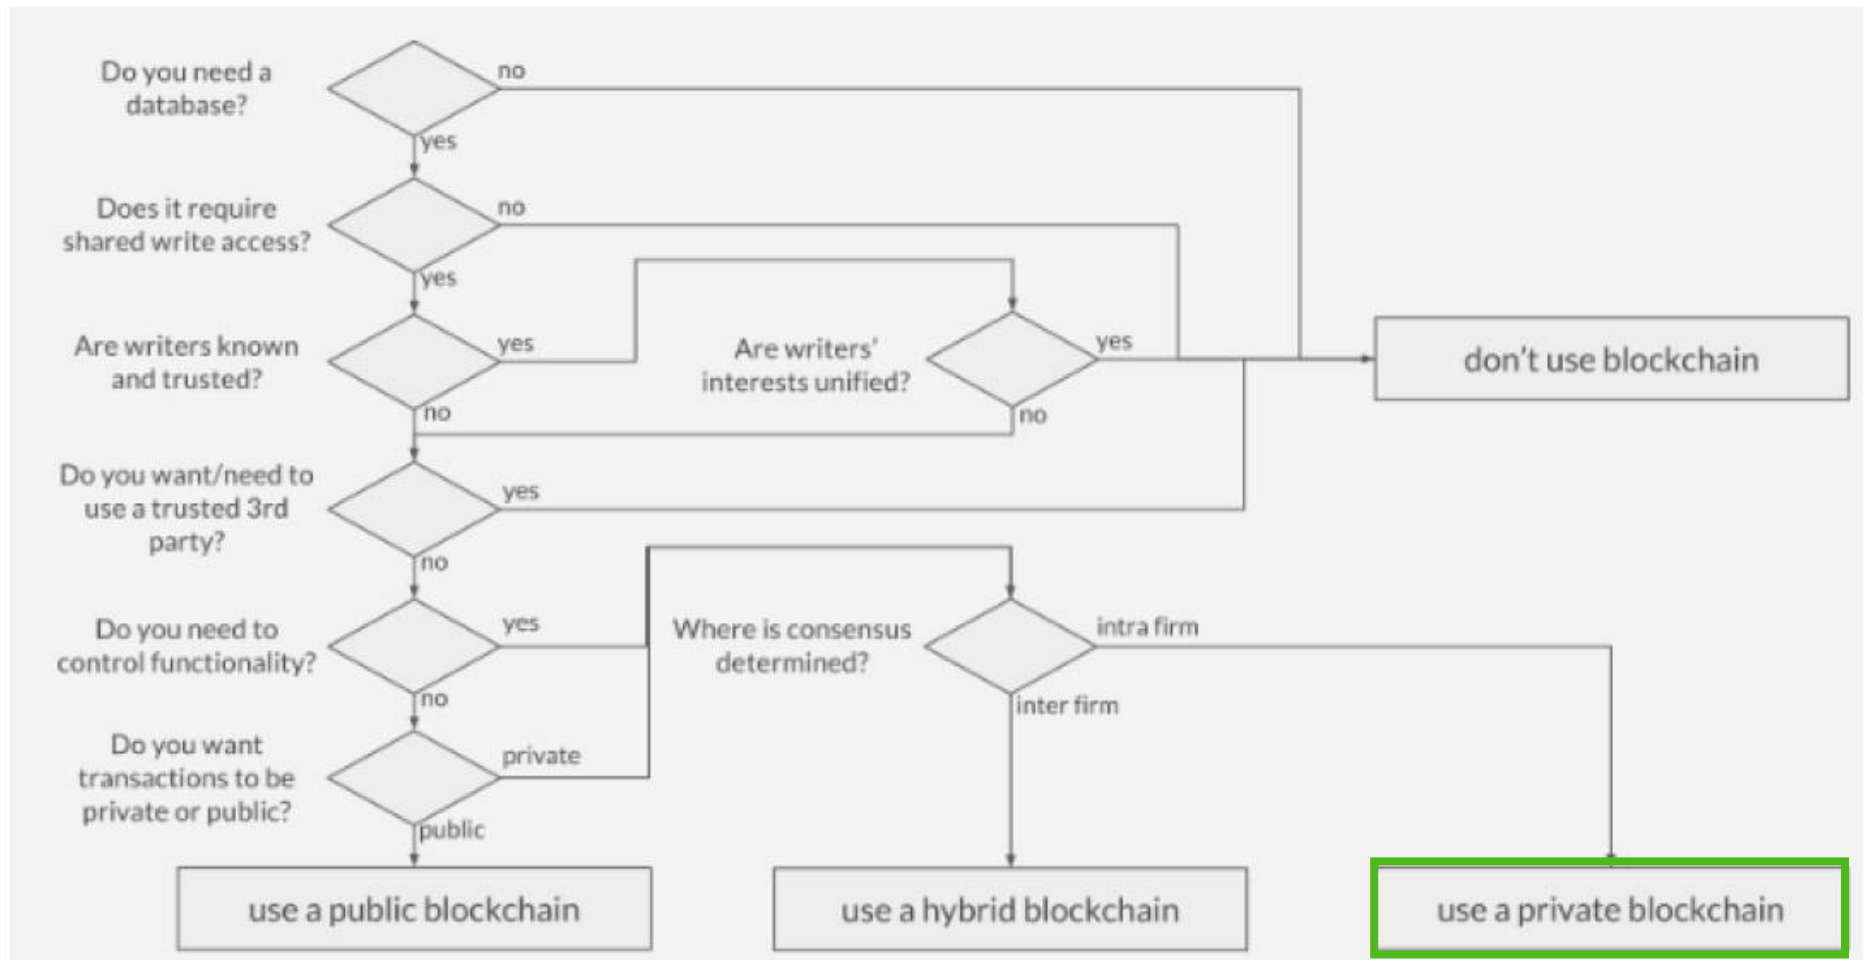 Do you need a
database?
no
yes
Does it require
shared write access?
no
yes
Are writers known
and trusted?
yes
no
Are writers'
interests unified?
yes
no
don't use blockchain
Do you want/need to
use a trusted 3rd
party?
yes
no
Do you need to
control functionality?
yes
no
Where is consensus
determined?
intra firm
inter firm
Do you want
transactions to be
private or public?
private
public
use a public blockchain
use a hybrid blockchain
use a private blockchain